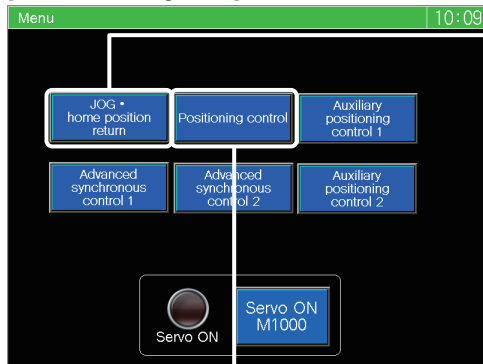 Menu
10:09
JOG •
home position
return
Positioning control
Auxiliary
positioning
control 1
Advanced
synchronous
control 1
Advanced
synchronous
control 2
Auxiliary
positioning
control 2
Servo ON
Servo ON
M1000